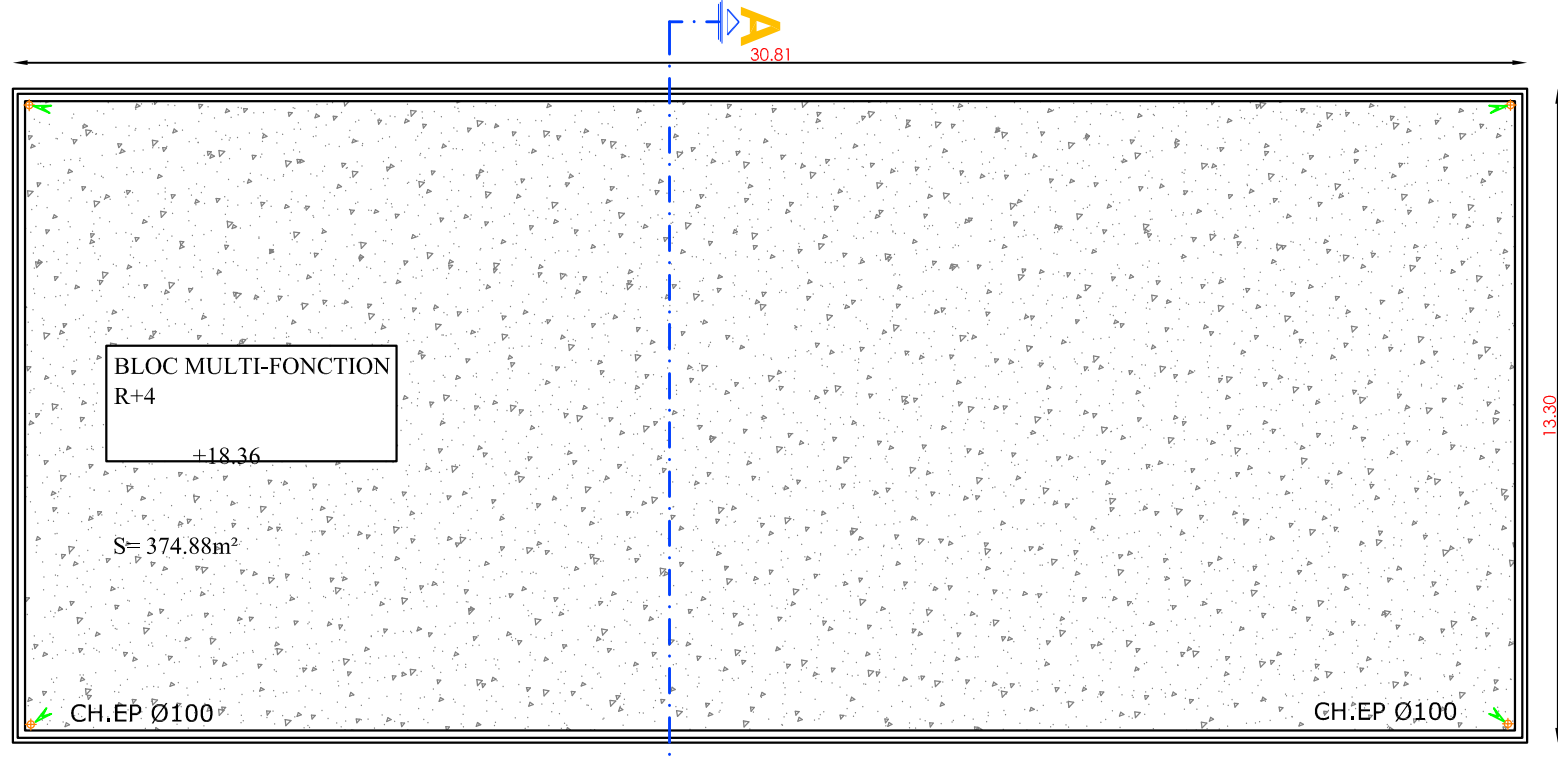 A
30.81
13.30
BLOC MULTI-FONCTION
R+4
+18.36
S= 374.88m²
CH.EP Ø100
CH.EP Ø100